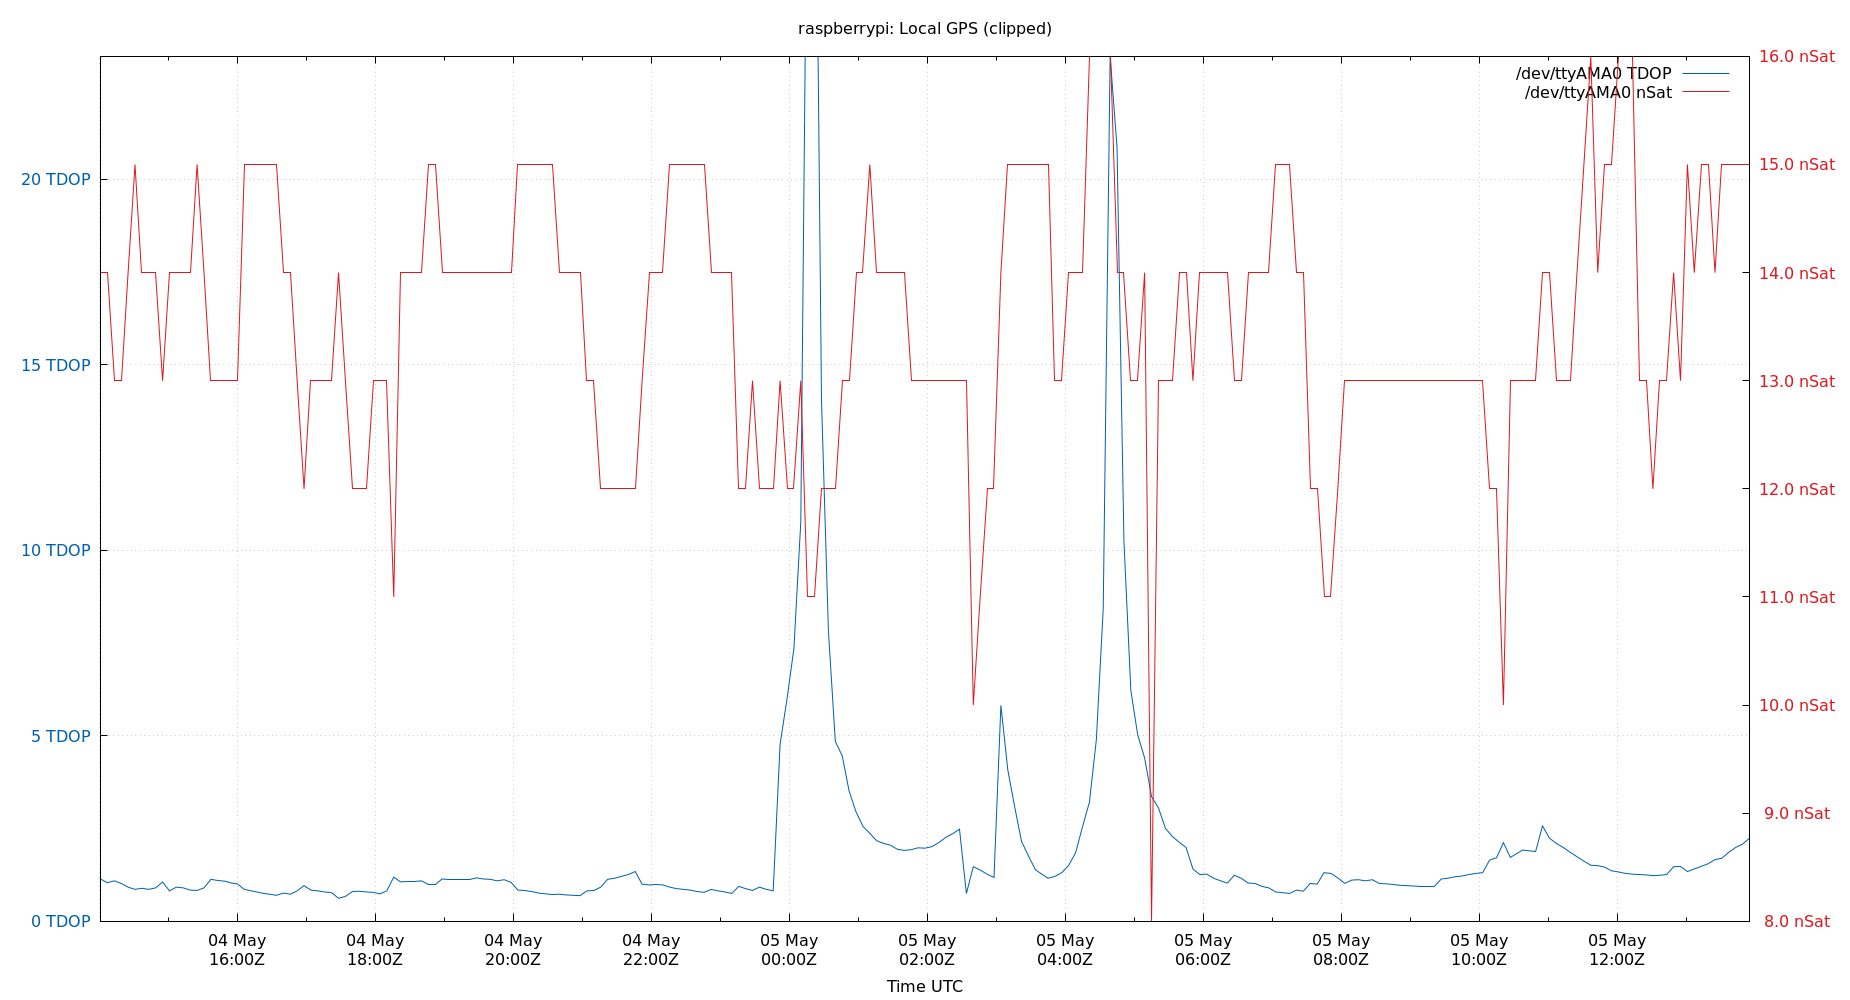 raspberrypi: Local GPS (clipped)
/dev/ttyAMA0 TDOP
/dev/ttyAMA0 nSat
20 TDOP
15 TDOP
10 TDOP
5 TDOP
0 TDOP
16.0 nSat
15.0 nSat
14.0 nSat
13.0 nSat
12.0 nSat
11.0 nSat
10.0 nSat
9.0 nSat
8.0 nSat
04 May 04 May 04 May 04 May 05 May 05 May 05 May 05 May 05 May 05 May 05 May
16:00Z 18:00Z 20:00Z 22:00Z 00:00Z 02:00Z 04:00Z 06:00Z 08:00Z 10:00Z 12:00Z
Time UTC